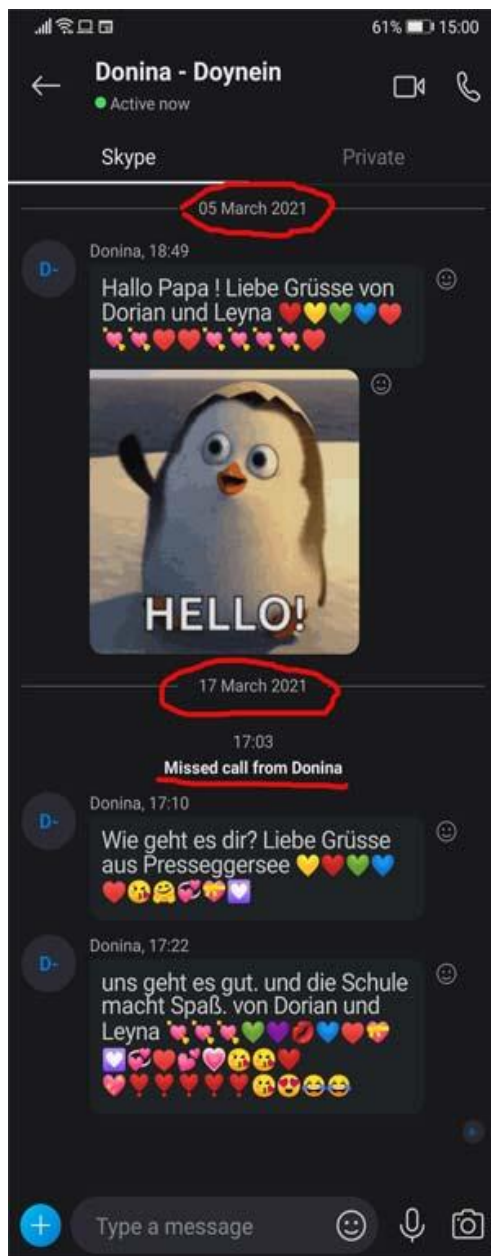 61% 15:00
Donina - Doynein
Active now
Skype Private
05 March 2021
D-
Donina, 18:49
Hallo Papa ! Liebe Grüsse von
Dorian und Leyna ❤️💛💚💙❤️
💘💘❤️❤️💘💘💘💘❤️
HELLO!
17 March 2021
17:03
Missed call from Donina
D-
Donina, 17:10
Wie geht es dir? Liebe Grüsse
aus Presseggersee 💛❤️💚💙
❤️😘🤗💞💝💟
D-
Donina, 17:22
uns geht es gut. und die Schule
macht Spaß. von Dorian und
Leyna 💘💘💘💚💜💋💙❤️💝
💟💞❤️💕💗😘😘❤️
💖❣️❣️❣️❣️❣️😘😍😂😂
Type a message